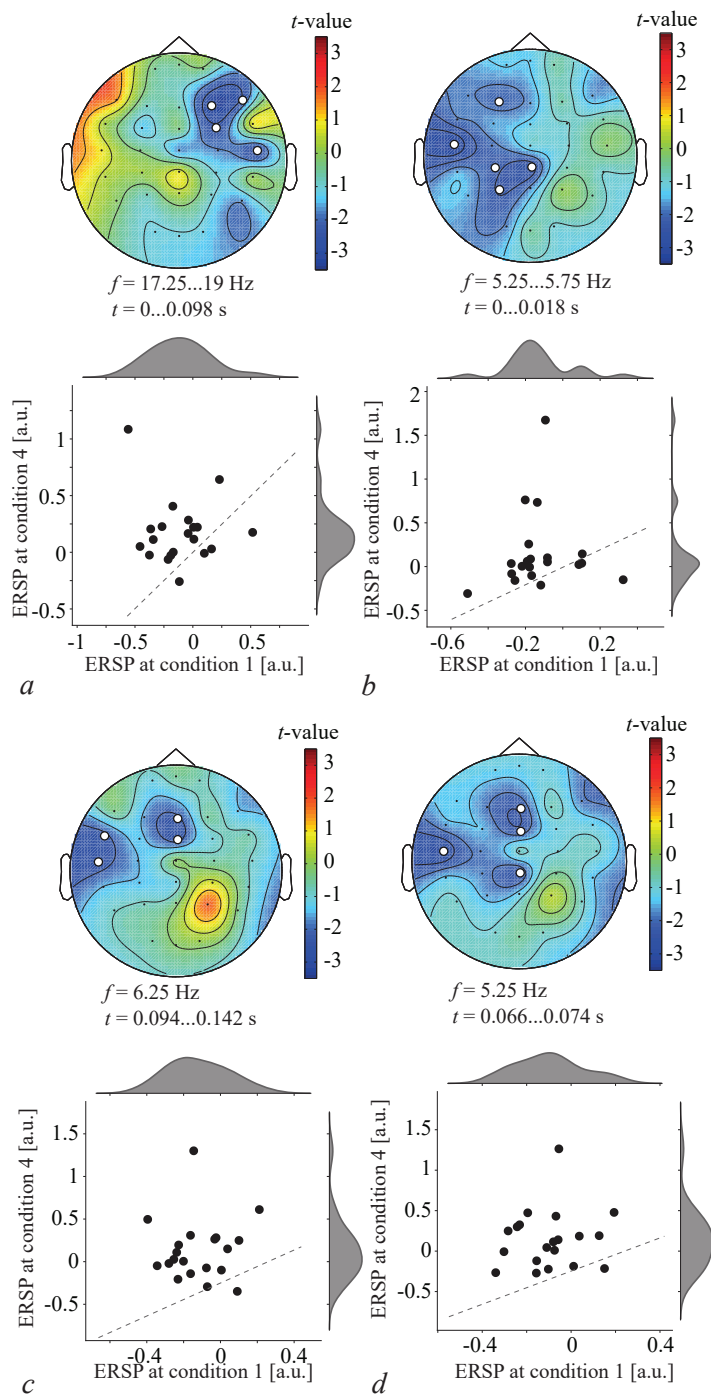 t-value
3
2
1
0
-1
-2
-3
f = 17.25...19 Hz
t = 0...0.098 s
ERSP at condition 4 [a.u.]
1
0.5
0
-0.5
-1
-0.5
0
0.5
ERSP at condition 1 [a.u.]
a
t-value
3
2
1
0
-1
-2
-3
f = 5.25...5.75 Hz
t = 0...0.018 s
ERSP at condition 4 [a.u.]
2
1.5
1
0.5
0
-0.5
-0.6
-0.2
0.2
ERSP at condition 1 [a.u.]
b
t-value
3
2
1
0
-1
-2
-3
f = 6.25 Hz
t = 0.094...0.142 s
ERSP at condition 4 [a.u.]
1.5
1
0.5
0
-0.5
-0.4
0
0.4
ERSP at condition 1 [a.u.]
c
t-value
3
2
1
0
-1
-2
-3
f = 5.25 Hz
t = 0.066...0.074 s
ERSP at condition 4 [a.u.]
1.5
1
0.5
0
-0.5
-0.4
0
0.4
ERSP at condition 1 [a.u.]
d